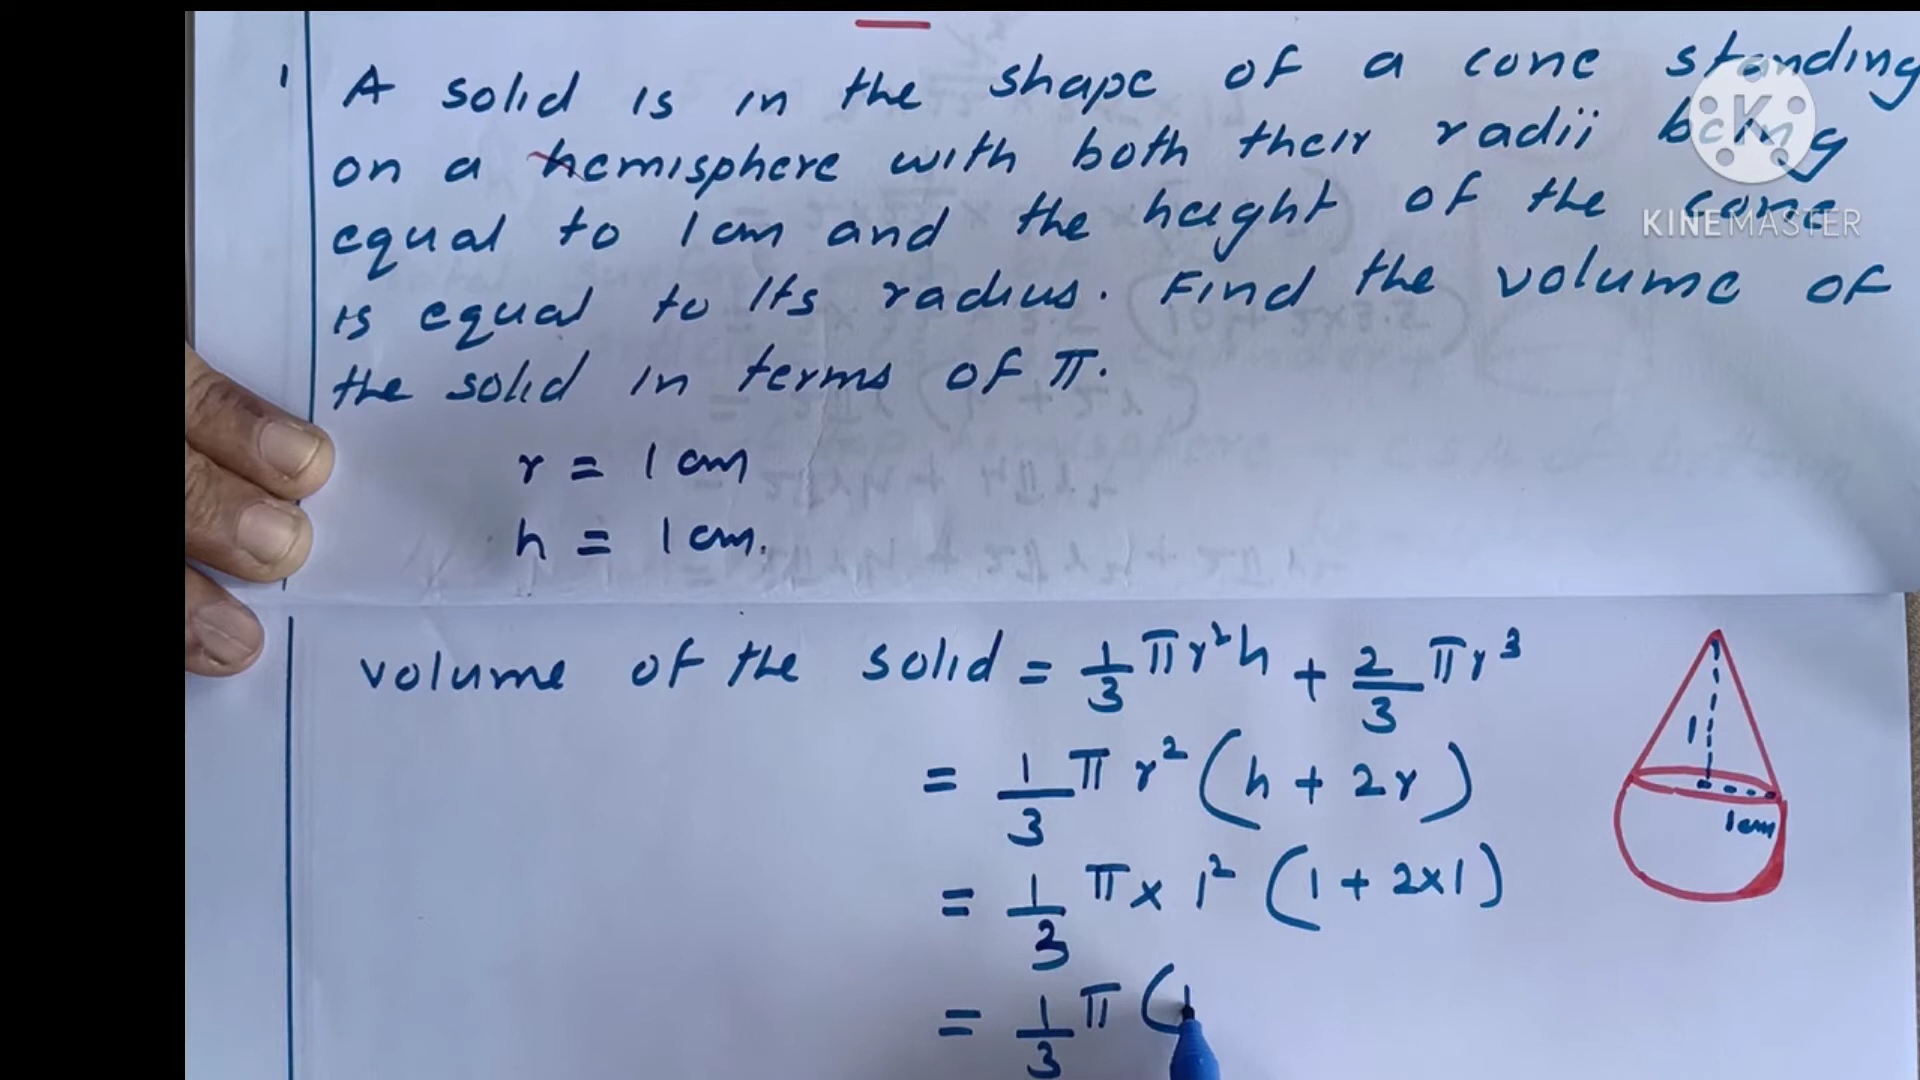 1 A solid is in the shape of a cone standing
on a hemisphere with both their radii being
equal to 1cm and the height of the cone
is equal to its radius. Find the volume of
the solid in terms of π.
r = 1cm
h = 1cm.
volume of the solid = 1/3 πr²h + 2/3 πr³
= 1/3 π r² (h + 2r)
= 1/3 π x 1² (1 + 2x1)
= 1/3 π (1
1
1cm
K
KINEMASTER